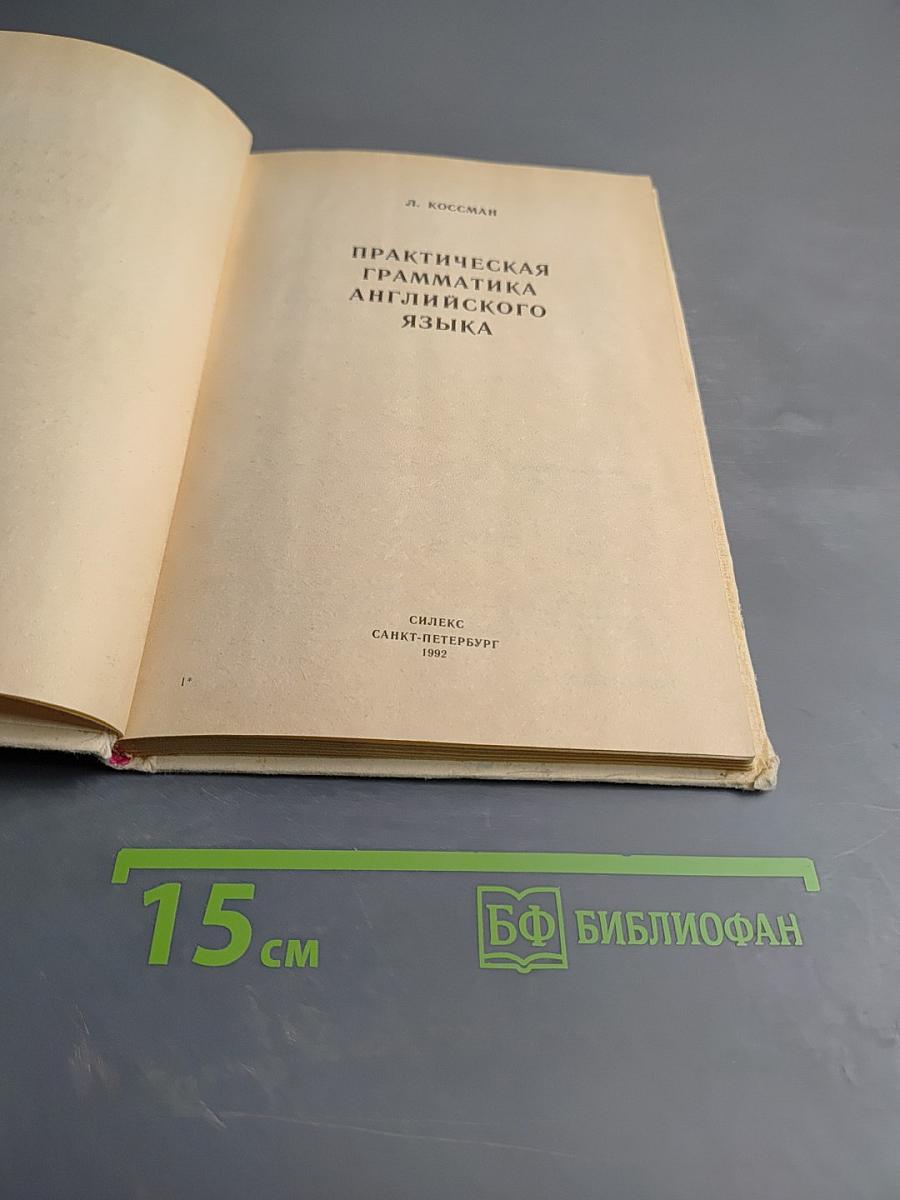 Л. КОССМАН
ПРАКТИЧЕСКАЯ
ГРАММАТИКА
АНГЛИЙСКОГО
ЯЗЫКА
СИЛЕКС
САНКТ-ПЕТЕРБУРГ
1992
1*
15 см
БФ БИБЛИОФАН